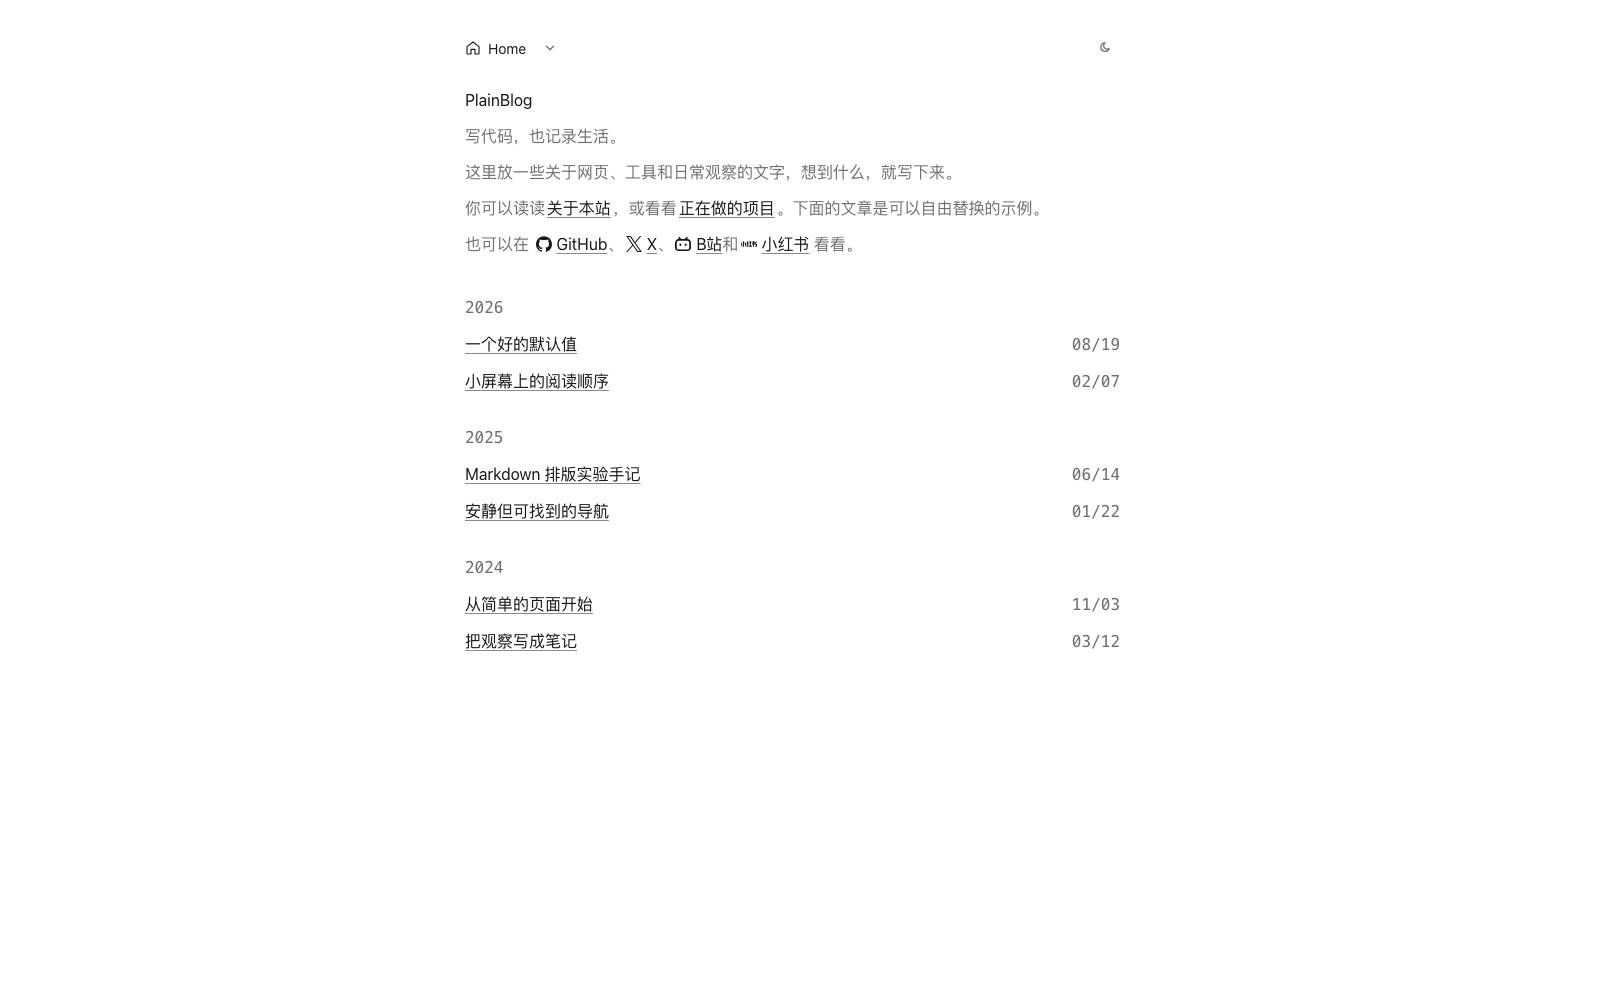 Home
PlainBlog
写代码，也记录生活。
这里放一些关于网页、工具和日常观察的文字，想到什么，就写下来。
你可以读读关于本站，或看看正在做的项目。下面的文章是可以自由替换的示例。
也可以在 GitHub、X、B站和小红书 看看。
2026
一个好的默认值 08/19
小屏幕上的阅读顺序 02/07
2025
Markdown 排版实验手记 06/14
安静但可找到的导航 01/22
2024
从简单的页面开始 11/03
把观察写成笔记 03/12